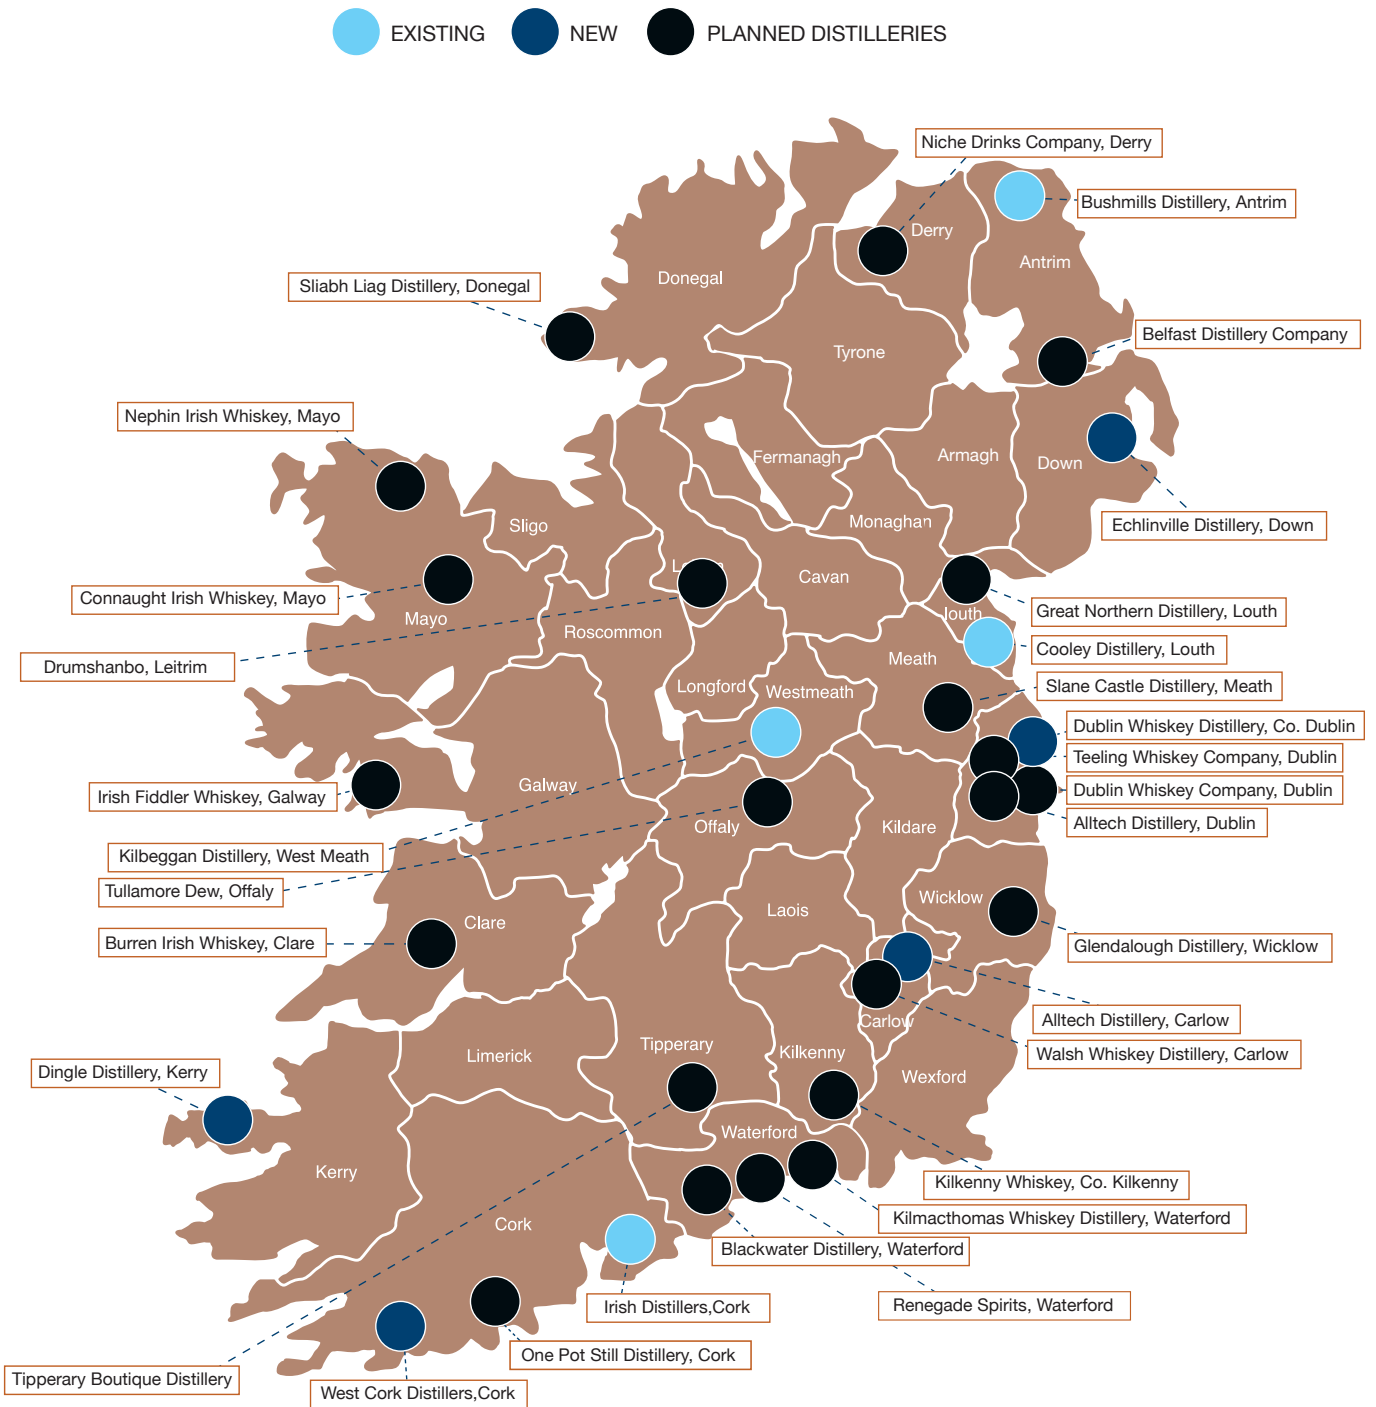 EXISTING NEW PLANNED DISTILLERIES
Niche Drinks Company, Derry
Bushmills Distillery, Antrim
Derry
Antrim
Donegal
Sliabh Liag Distillery, Donegal
Belfast Distillery Company
Tyrone
Nephin Irish Whiskey, Mayo
Fermanagh
Armagh
Down
Sligo
Monaghan
Echlinville Distillery, Down
Cavan
Connaught Irish Whiskey, Mayo
Great Northern Distillery, Louth
louth
Mayo
Roscommon
Cooley Distillery, Louth
Meath
Drumshanbo, Leitrim
Longford
Westmeath
Slane Castle Distillery, Meath
Dublin Whiskey Distillery, Co. Dublin
Teeling Whiskey Company, Dublin
Galway
Dublin Whiskey Company, Dublin
Irish Fiddler Whiskey, Galway
Alltech Distillery, Dublin
Offaly
Kildare
Kilbeggan Distillery, West Meath
Tullamore Dew, Offaly
Wicklow
Laois
Clare
Burren Irish Whiskey, Clare
Glendalough Distillery, Wicklow
Alltech Distillery, Carlow
Carlow
Tipperary
Kilkenny
Limerick
Walsh Whiskey Distillery, Carlow
Dingle Distillery, Kerry
Wexford
Waterford
Kerry
Kilkenny Whiskey, Co. Kilkenny
Kilmacthomas Whiskey Distillery, Waterford
Cork
Blackwater Distillery, Waterford
Renegade Spirits, Waterford
Irish Distillers,Cork
One Pot Still Distillery, Cork
Tipperary Boutique Distillery
West Cork Distillers,Cork